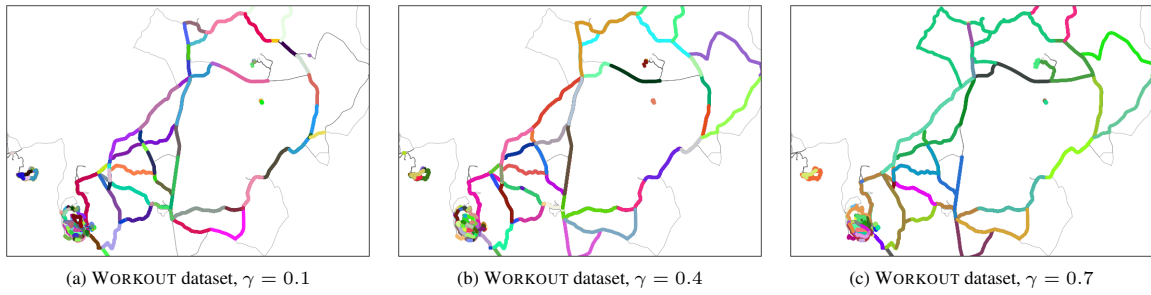 (a) WORKOUT dataset, γ = 0.1
(b) WORKOUT dataset, γ = 0.4
(c) WORKOUT dataset, γ = 0.7